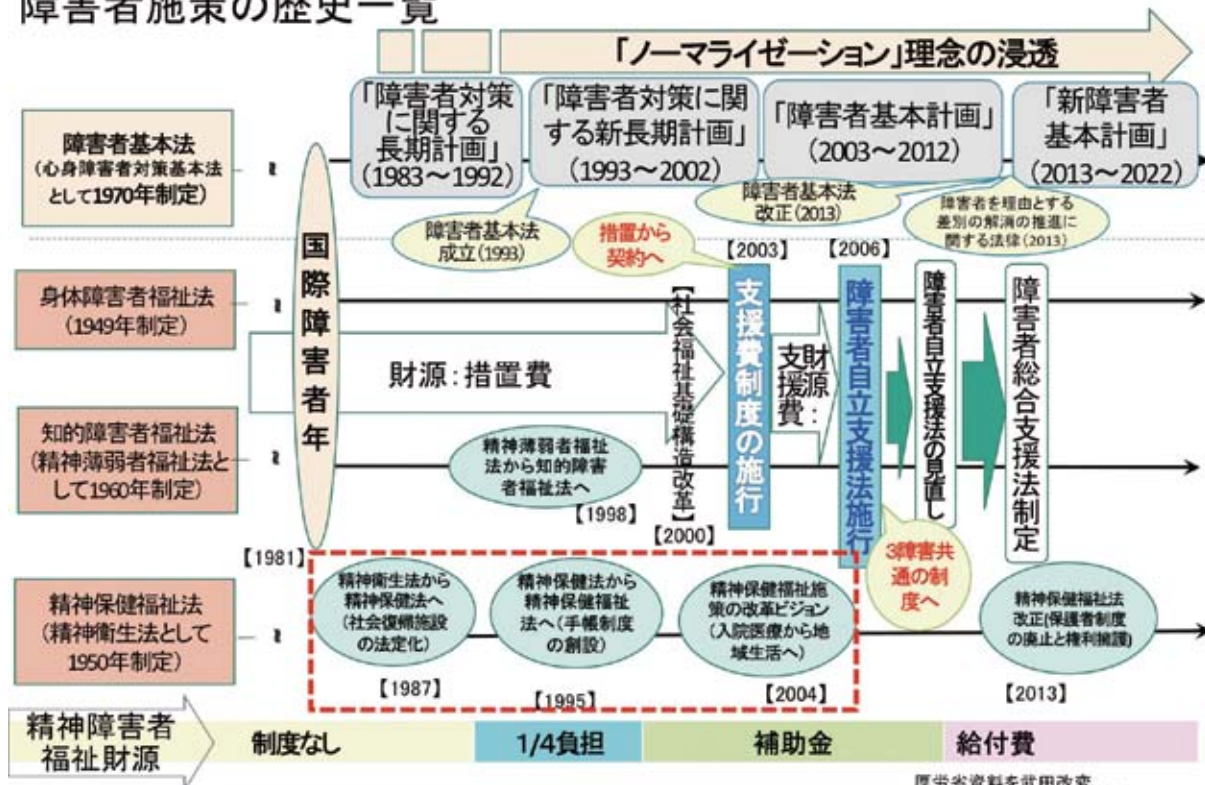 障害者施策の歴史一覧
「ノーマライゼーション」理念の浸透
障害者基本法
(心身障害者対策基本法
として1970年制定)
「障害者対策
に関する
長期計画」
(1983～1992)
「障害者対策に関
する新長期計画」
(1993～2002)
「障害者基本計画」
(2003～2012)
「新障害者
基本計画」
(2013～2022)
障害者基本法
成立(1993)
障害者基本法
改正(2013)
障害者を理由とする
差別の解消の推進に
関する法律(2013)
措置から
契約へ
国際障害者年
【1981】
身体障害者福祉法
(1949年制定)
財源:措置費
【社会福祉基礎構造改革】
【2000】
【2003】
支援費制度の施行
財源:
支援費
【2006】
障害者自立支援法施行
障害者自立支援法の見直し
障害者総合支援法制定
知的障害者福祉法
(精神薄弱者福祉法と
して1960年制定)
精神薄弱者福祉
法から知的障害
者福祉法へ
【1998】
3障害共
通の制
度へ
精神保健福祉法
(精神衛生法として
1950年制定)
精神衛生法から
精神保健法へ
(社会復帰施設
の法定化)
【1987】
精神保健法から
精神保健福祉
法へ(手帳制度
の創設)
【1995】
精神保健福祉施
策の改革ビジョン
(入院医療から地
域生活へ)
【2004】
精神保健福祉法
改正(保護者制度
の廃止と権利擁護)
【2013】
精神障害者
福祉財源
制度なし
1/4負担
補助金
給付費
厚労省資料を武田改変